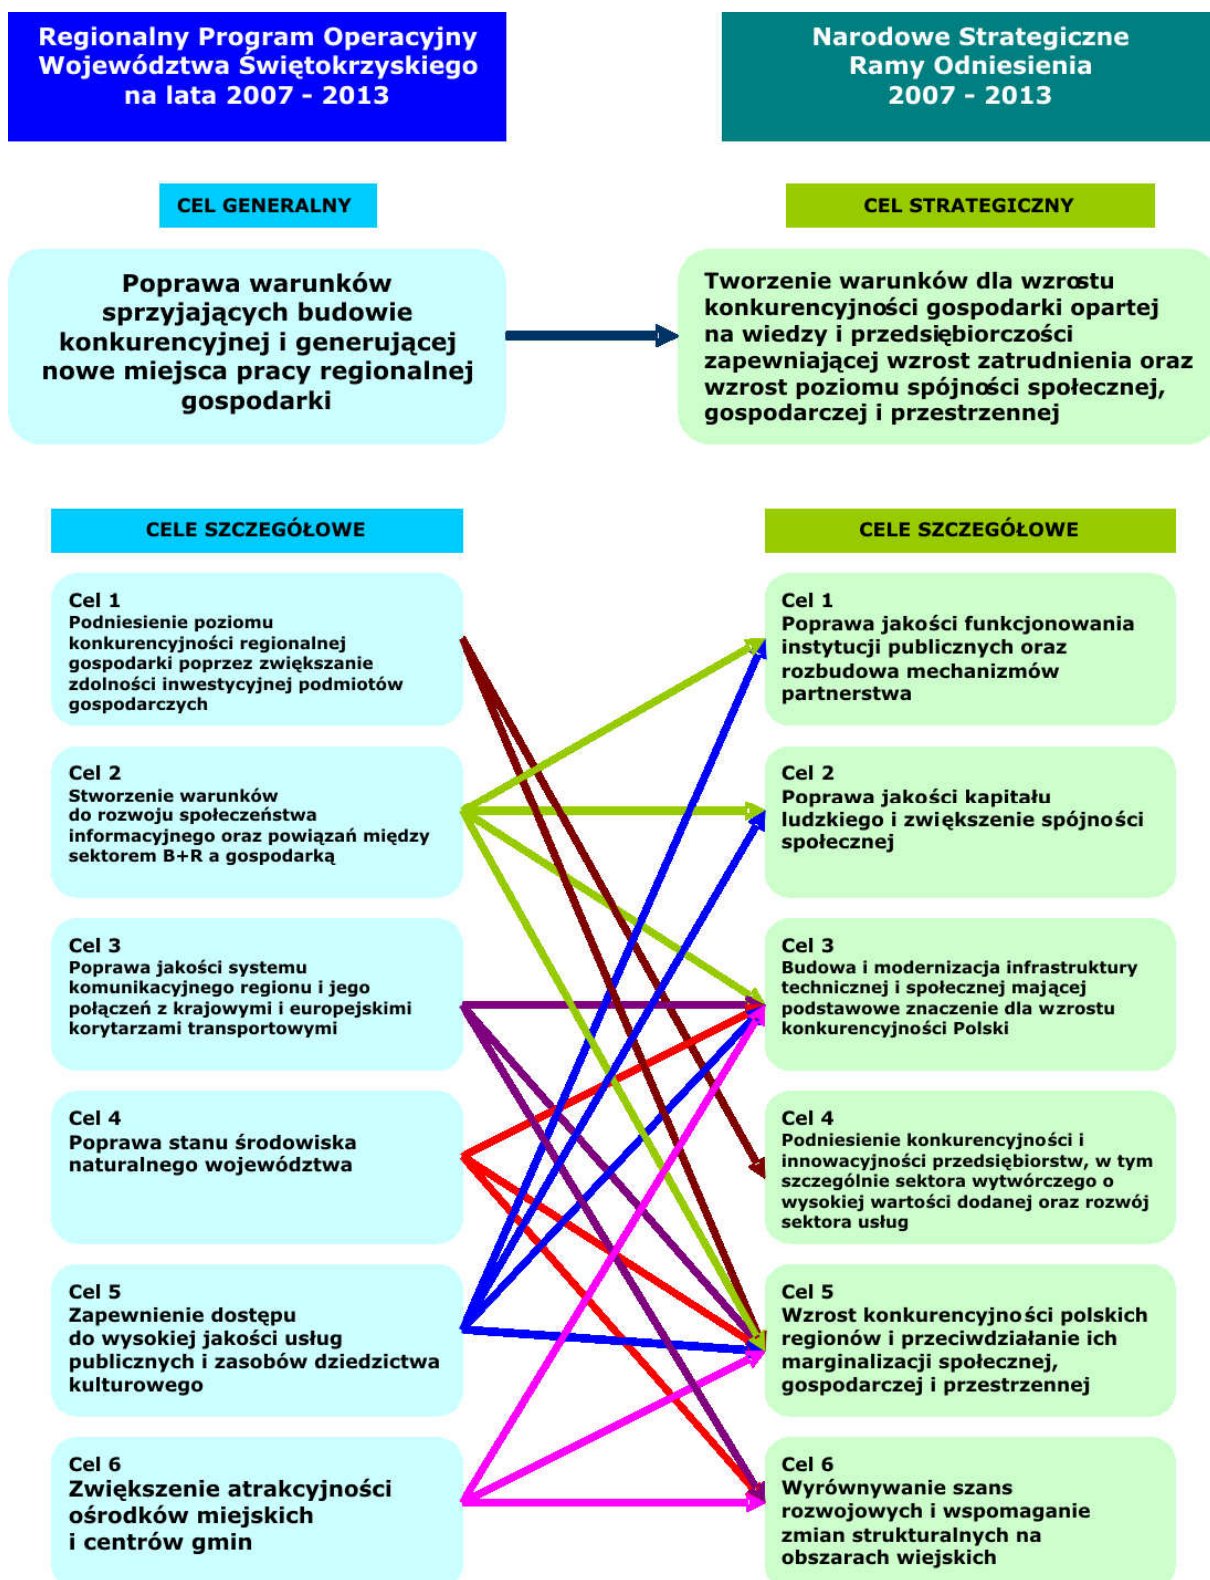 Regionalny Program Operacyjny
Województwa Świętokrzyskiego
na lata 2007 - 2013
Narodowe Strategiczne
Ramy Odniesienia
2007 - 2013
CEL GENERALNY
CEL STRATEGICZNY
Poprawa warunków
sprzyjających budowie
konkurencyjnej i generującej
nowe miejsca pracy regionalnej
gospodarki
Tworzenie warunków dla wzrostu
konkurencyjności gospodarki opartej
na wiedzy i przedsiębiorczości
zapewniającej wzrost zatrudnienia oraz
wzrost poziomu spójności społecznej,
gospodarczej i przestrzennej
CELE SZCZEGÓŁOWE
CELE SZCZEGÓŁOWE
Cel 1
Podniesienie poziomu
konkurencyjności regionalnej
gospodarki poprzez zwiększanie
zdolności inwestycyjnej podmiotów
gospodarczych
Cel 1
Poprawa jakości funkcjonowania
instytucji publicznych oraz
rozbudowa mechanizmów
partnerstwa
Cel 2
Stworzenie warunków
do rozwoju społeczeństwa
informacyjnego oraz powiązań między
sektorem B+R a gospodarką
Cel 2
Poprawa jakości kapitału
ludzkiego i zwiększenie spójności
społecznej
Cel 3
Poprawa jakości systemu
komunikacyjnego regionu i jego
połączeń z krajowymi i europejskimi
korytarzami transportowymi
Cel 3
Budowa i modernizacja infrastruktury
technicznej i społecznej mającej
podstawowe znaczenie dla wzrostu
konkurencyjności Polski
Cel 4
Poprawa stanu środowiska
naturalnego województwa
Cel 4
Podniesienie konkurencyjności i
innowacyjności przedsiębiorstw, w tym
szczególnie sektora wytwórczego o
wysokiej wartości dodanej oraz rozwój
sektora usług
Cel 5
Zapewnienie dostępu
do wysokiej jakości usług
publicznych i zasobów dziedzictwa
kulturowego
Cel 5
Wzrost konkurencyjności polskich
regionów i przeciwdziałanie ich
marginalizacji społecznej,
gospodarczej i przestrzennej
Cel 6
Zwiększenie atrakcyjności
ośrodków miejskich
i centrów gmin
Cel 6
Wyrównywanie szans
rozwojowych i wspomaganie
zmian strukturalnych na
obszarach wiejskich